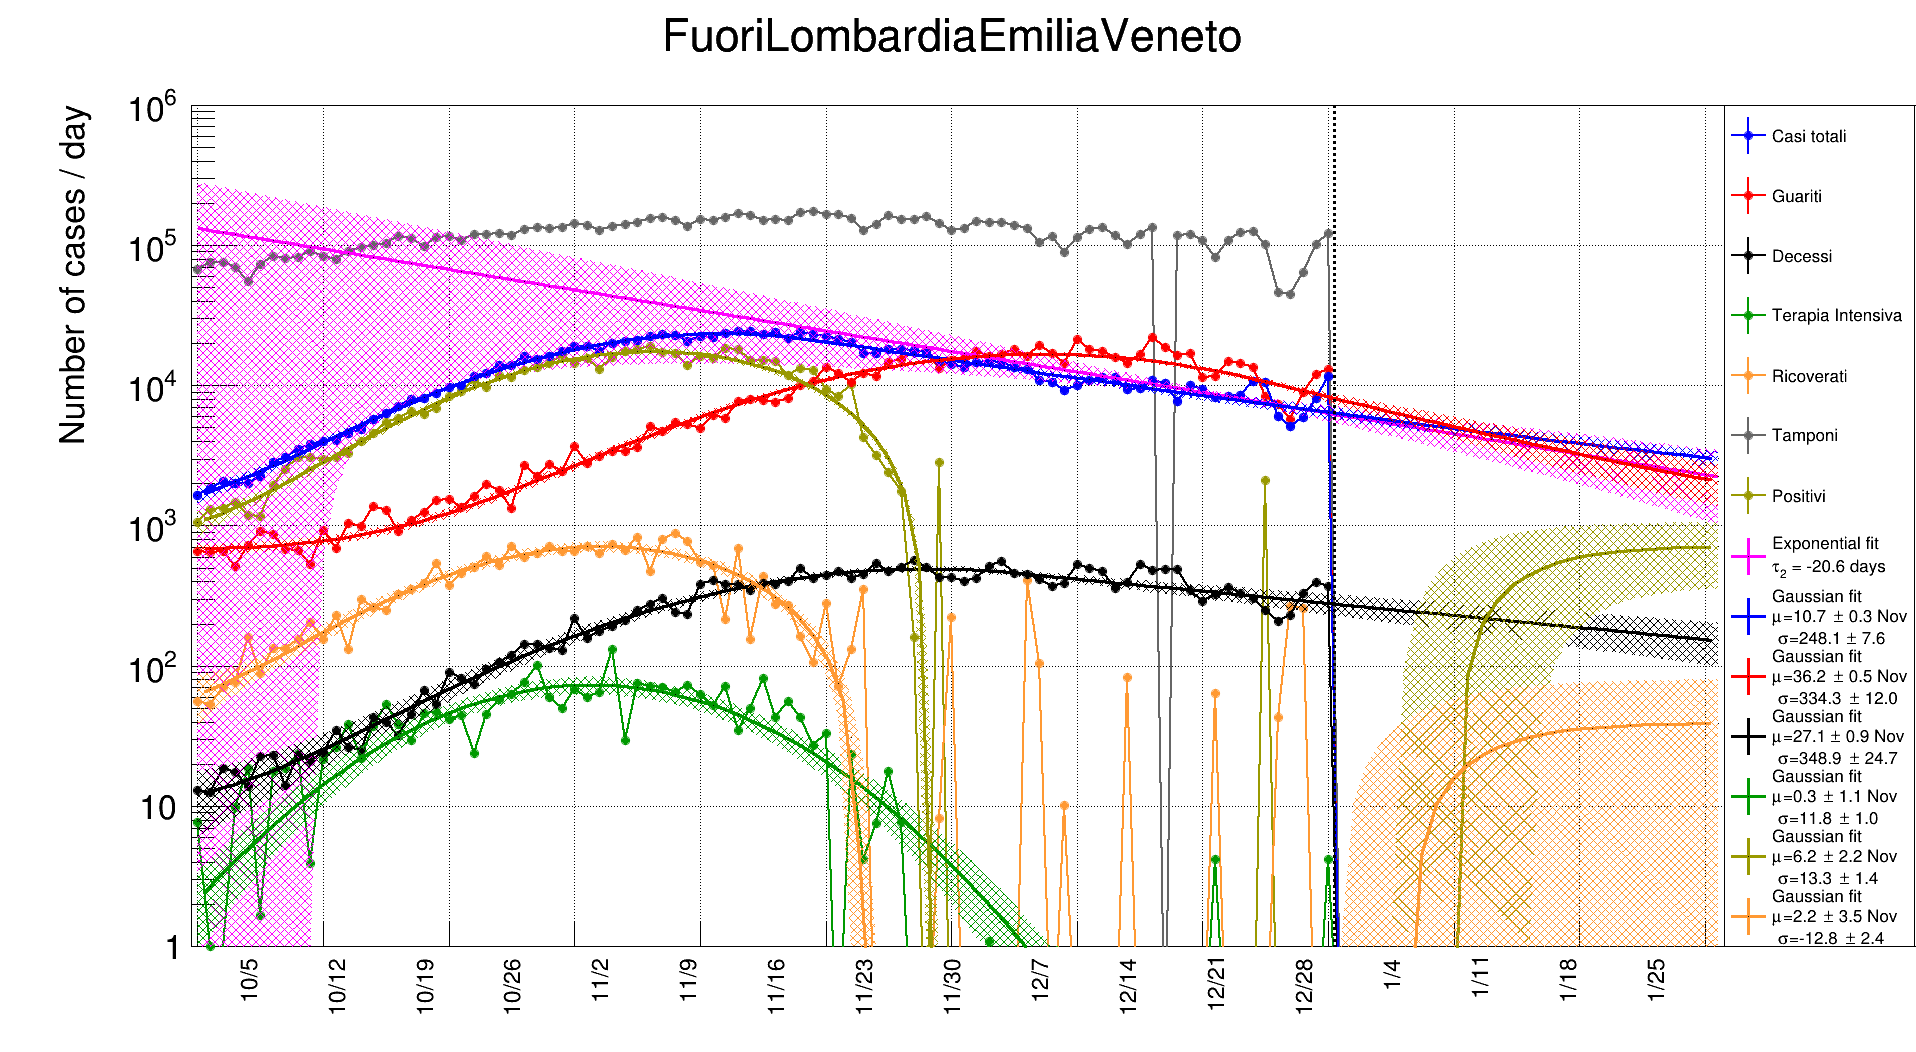 FuoriLombardiaEmiliaVeneto
Number of cases / day
10^6
10^5
10^4
10^3
10^2
10
1
10/5
10/12
10/19
10/26
11/2
11/9
11/16
11/23
11/30
12/7
12/14
12/21
12/28
1/4
1/11
1/18
1/25
Casi totali
Guariti
Decessi
Terapia Intensiva
Ricoverati
Tamponi
Positivi
Exponential fit
τ₂ = -20.6 days
Gaussian fit
μ=10.7 ± 0.3 Nov
σ=248.1 ± 7.6
Gaussian fit
μ=36.2 ± 0.5 Nov
σ=334.3 ± 12.0
Gaussian fit
μ=27.1 ± 0.9 Nov
σ=348.9 ± 24.7
Gaussian fit
μ=0.3 ± 1.1 Nov
σ=11.8 ± 1.0
Gaussian fit
μ=6.2 ± 2.2 Nov
σ=13.3 ± 1.4
Gaussian fit
μ=2.2 ± 3.5 Nov
σ=-12.8 ± 2.4